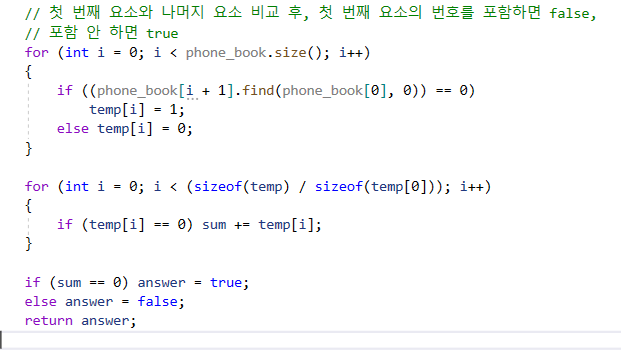 // 첫 번째 요소와 나머지 요소 비교 후, 첫 번째 요소의 번호를 포함하면 false,
// 포함 안 하면 true
for (int i = 0; i < phone_book.size(); i++)
{
    if ((phone_book[i + 1].find(phone_book[0], 0)) == 0)
        temp[i] = 1;
    else temp[i] = 0;
}

for (int i = 0; i < (sizeof(temp) / sizeof(temp[0])); i++)
{
    if (temp[i] == 0) sum += temp[i];
}

if (sum == 0) answer = true;
else answer = false;
return answer;